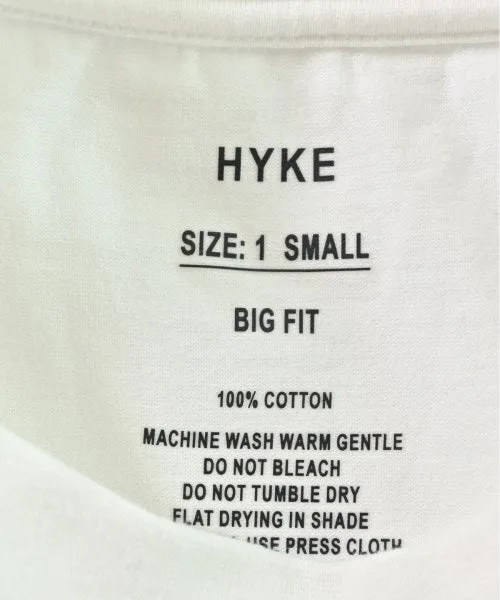 HYKE
SIZE: 1 SMALL
BIG FIT
100% COTTON
MACHINE WASH WARM GENTLE
DO NOT BLEACH
DO NOT TUMBLE DRY
FLAT DRYING IN SHADE
USE PRESS CLOTH